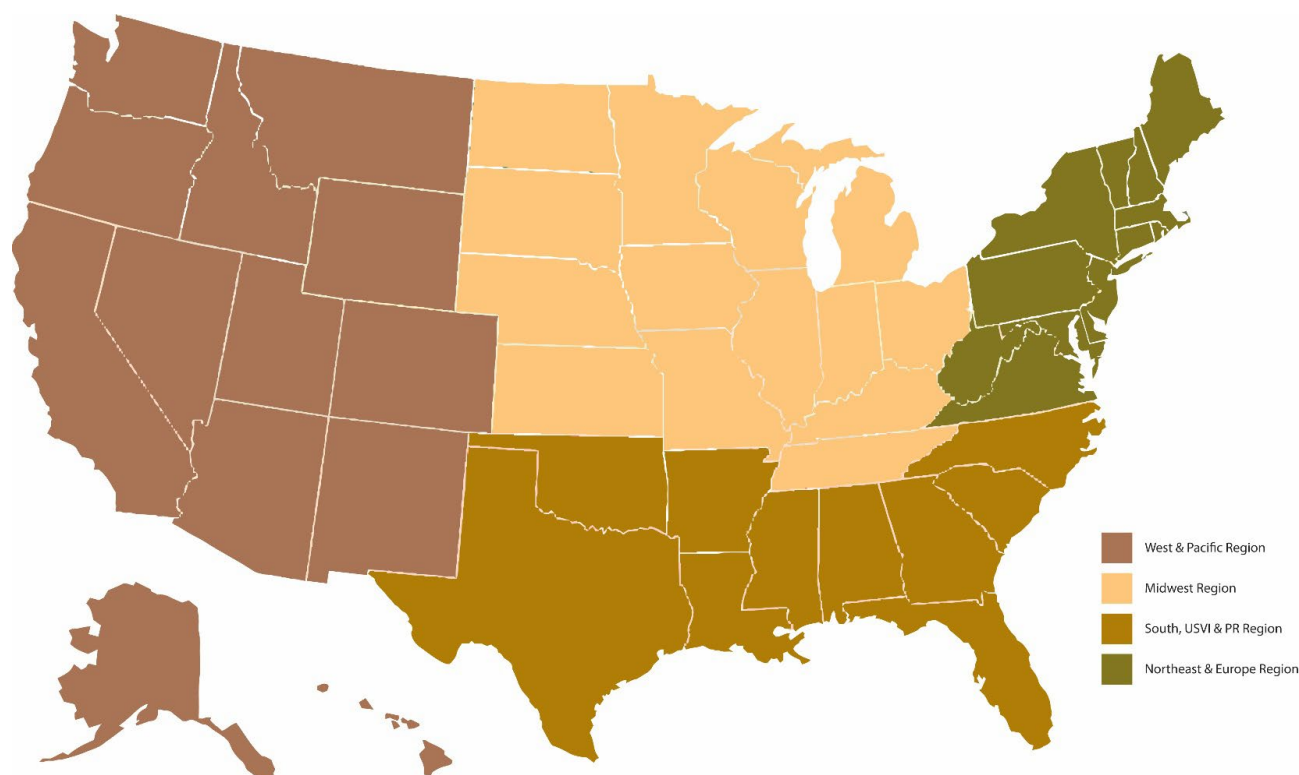 West & Pacific Region
Midwest Region
South, USVI & PR Region
Northeast & Europe Region